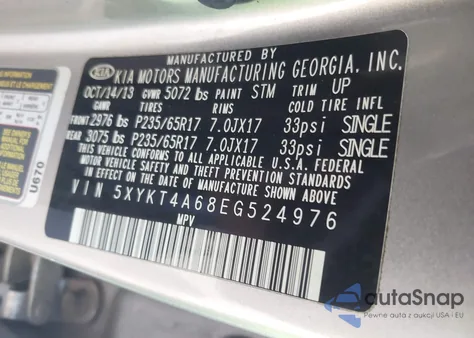 MANUFACTURED BY
KIA KIA MOTORS MANUFACTURING GEORGIA, INC.
OCT/14/13 GVWR 5072 lbs PAINT STM TRIM UP
GAWR TIRES RIMS COLD TIRE INFL
FRONT 2976 lbs P235/65R17 7.0JX17 33psi SINGLE
REAR 3075 lbs P235/65R17 7.0JX17 33psi SINGLE
THIS VEHICLE CONFORMS TO ALL APPLICABLE U.S. FEDERAL
MOTOR VEHICLE SAFETY AND THEFT PREVENTION STANDARDS
IN EFFECT ON THE DATE OF MANUFACTURE SHOWN ABOVE.
VIN 5XYKT4A68EG524976
MPV
U670
autaSnap
Pewne auta z aukcji USA i EU